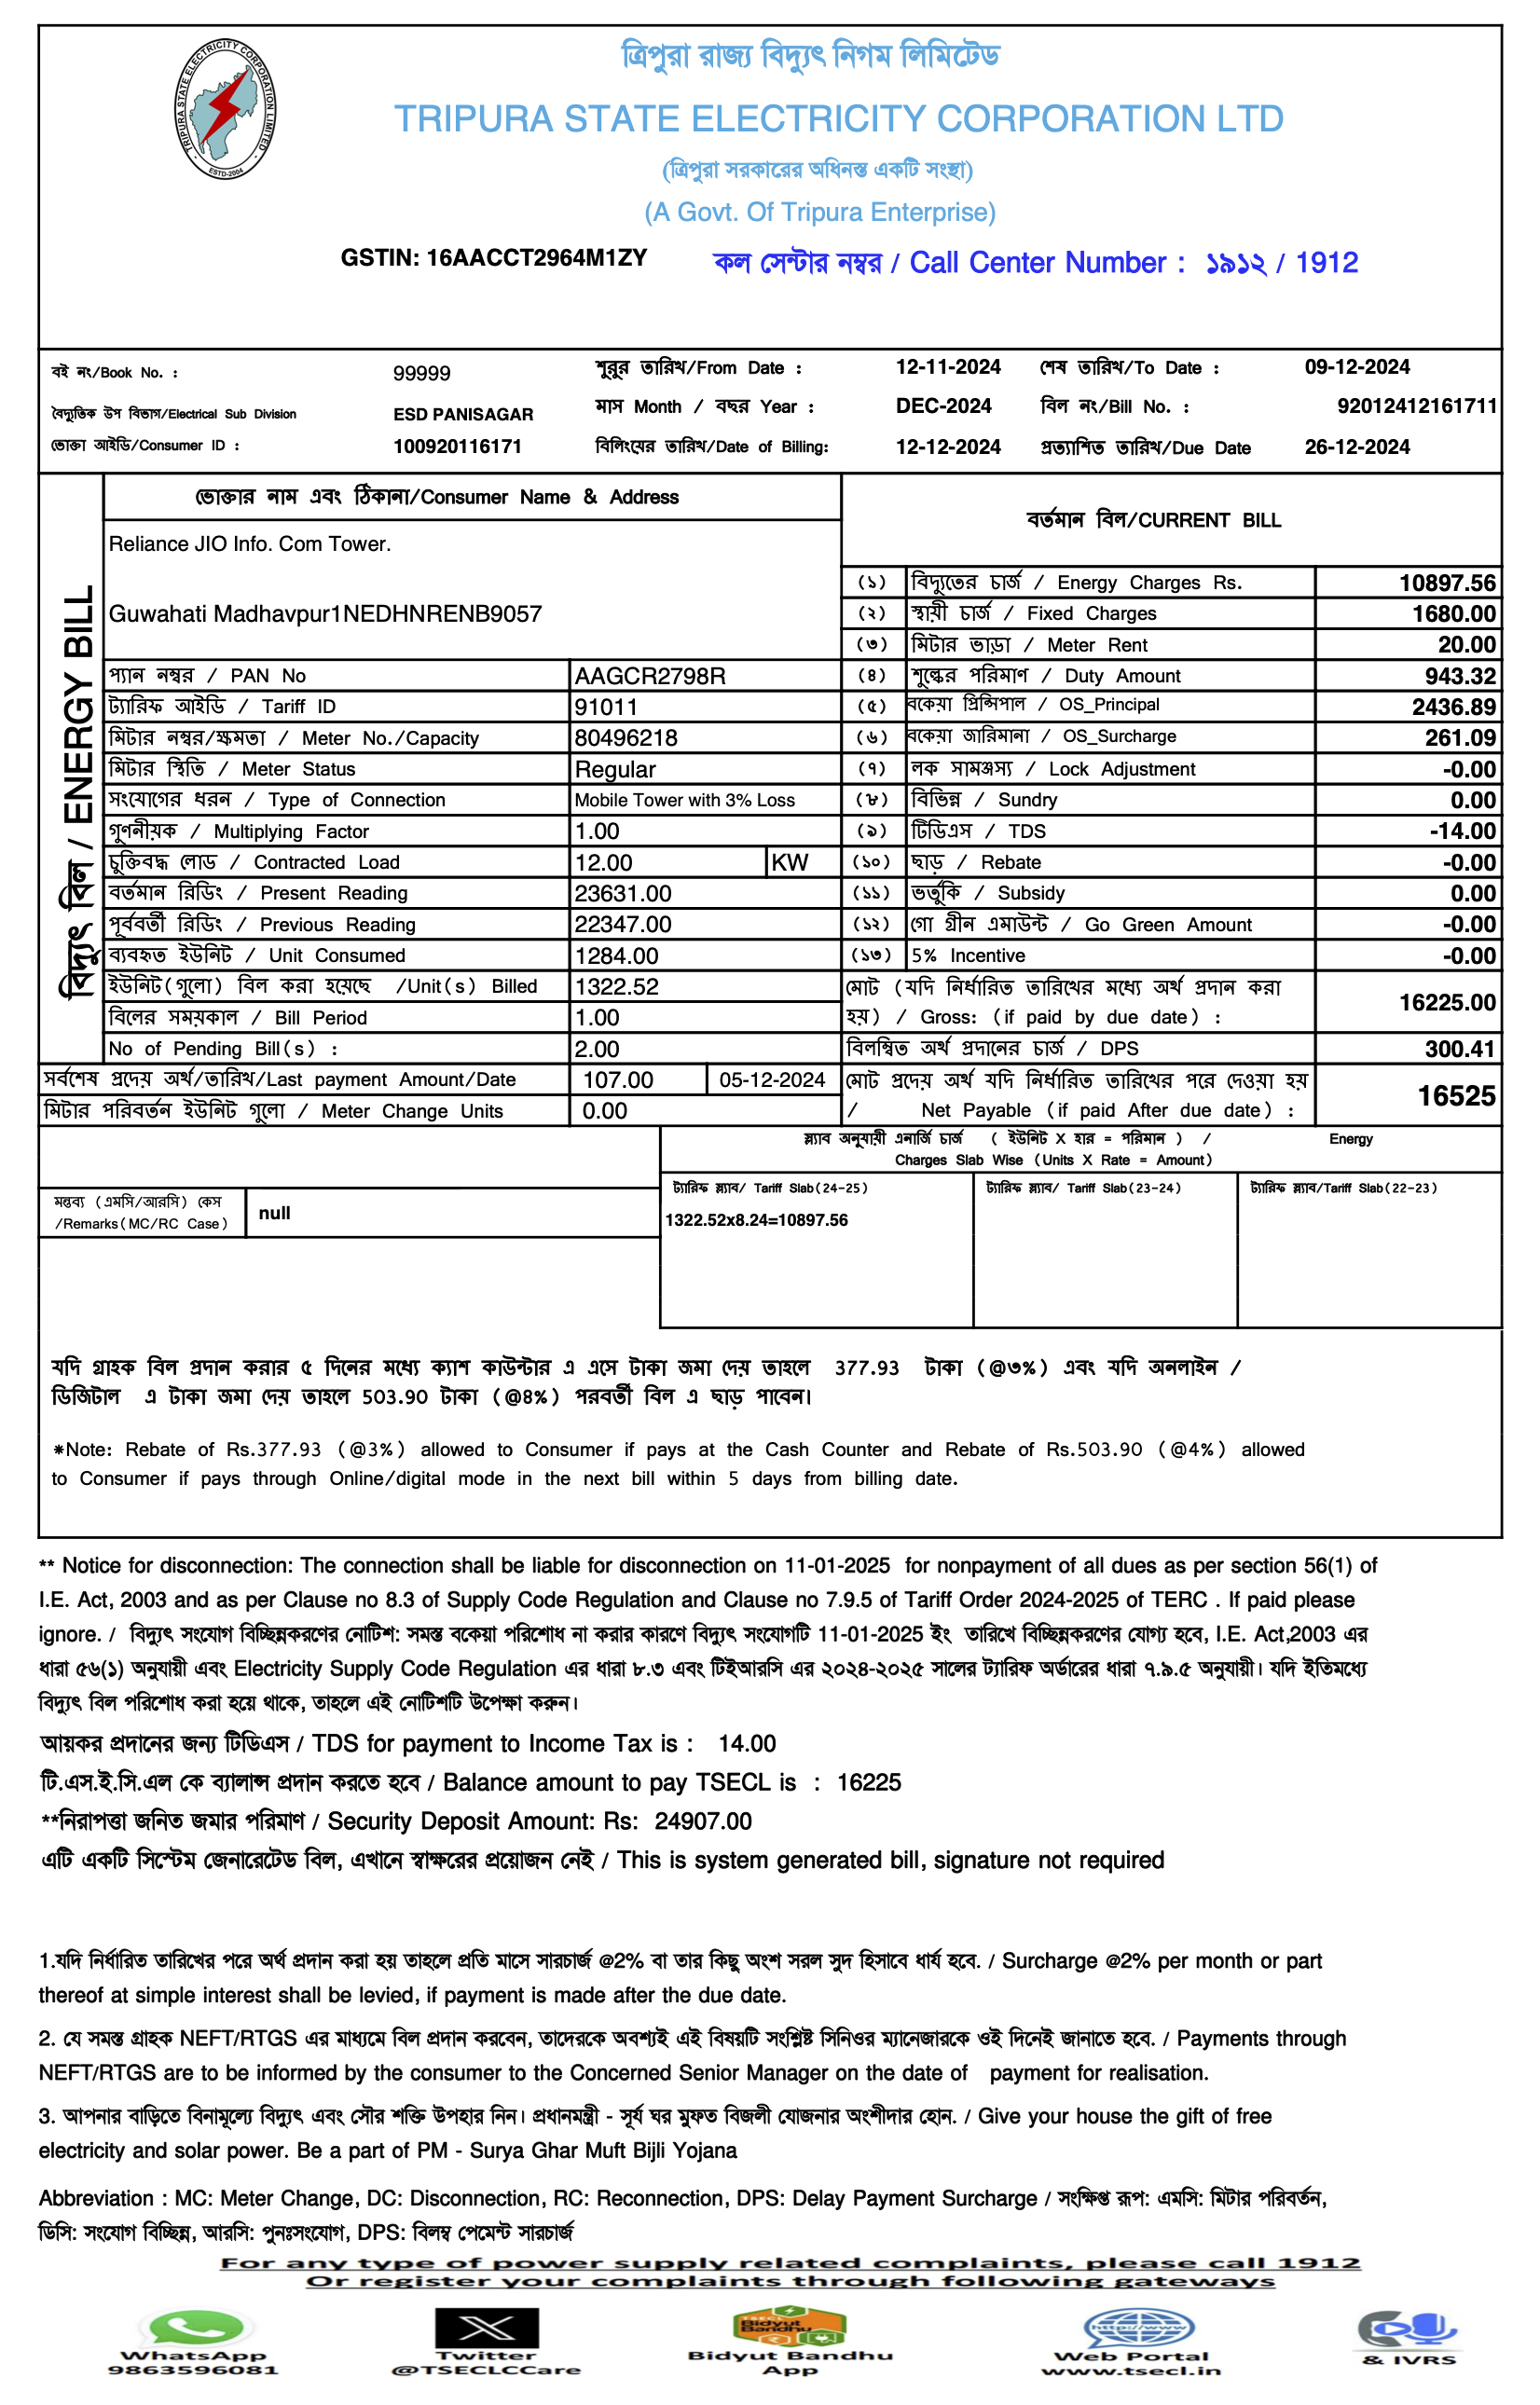 ত্রিপুরা রাজ্য বিদ্যুৎ নিগম লিমিটেড
TRIPURA STATE ELECTRICITY CORPORATION LIMITED
ESTD-2004
TRIPURA STATE ELECTRICITY CORPORATION LTD
(ত্রিপুরা সরকারের অধিনস্ত একটি সংস্থা)
(A Govt. Of Tripura Enterprise)
GSTIN: 16AACCT2964M1ZY কল সেন্টার নম্বর / Call Center Number : ১৯১২ / 1912
বই নং/Book No. : 99999 শুরুর তারিখ/From Date : 12-11-2024 শেষ তারিখ/To Date : 09-12-2024
বৈদ্যুতিক উপ বিভাগ/Electrical Sub Division ESD PANISAGAR মাস Month / বছর Year : DEC-2024 বিল নং/Bill No. : 92012412161711
ভোক্তা আইডি/Consumer ID : 100920116171 বিলিংযের তারিখ/Date of Billing: 12-12-2024 প্রত্যাশিত তারিখ/Due Date 26-12-2024
বিদ্যুৎ বিল / ENERGY BILL
ভোক্তার নাম এবং ঠিকানা/Consumer Name & Address
বর্তমান বিল/CURRENT BILL
Reliance JIO Info. Com Tower.
(১) বিদ্যুতের চার্জ / Energy Charges Rs. 10897.56
Guwahati Madhavpur1NEDHNRENB9057 (২) স্থায়ী চার্জ / Fixed Charges 1680.00
(৩) মিটার ভাড়া / Meter Rent 20.00
প্যান নম্বর / PAN No AAGCR2798R (৪) শুল্কের পরিমাণ / Duty Amount 943.32
ট্যারিফ আইডি / Tariff ID 91011 (৫) বকেয়া প্রিন্সিপাল / OS_Principal 2436.89
মিটার নম্বর/ক্ষমতা / Meter No./Capacity 80496218 (৬) বকেয়া জারিমানা / OS_Surcharge 261.09
মিটার স্থিতি / Meter Status Regular (৭) লক সামঞ্জস্য / Lock Adjustment -0.00
সংযোগের ধরন / Type of Connection Mobile Tower with 3% Loss (৮) বিভিন্ন / Sundry 0.00
গুণনীয়ক / Multiplying Factor 1.00 (৯) টিডিএস / TDS -14.00
চুক্তিবদ্ধ লোড / Contracted Load 12.00 KW (১০) ছাড় / Rebate -0.00
বর্তমান রিডিং / Present Reading 23631.00 (১১) ভর্তুকি / Subsidy 0.00
পূর্ববর্তী রিডিং / Previous Reading 22347.00 (১২) গো গ্রীন এমাউন্ট / Go Green Amount -0.00
ব্যবহৃত ইউনিট / Unit Consumed 1284.00 (১৩) 5% Incentive -0.00
ইউনিট(গুলো) বিল করা হয়েছে /Unit(s) Billed 1322.52 মোট (যদি নির্ধারিত তারিখের মধ্যে অর্থ প্রদান করা
বিলের সময়কাল / Bill Period 1.00 হয়) / Gross: (if paid by due date) : 16225.00
No of Pending Bill(s) : 2.00 বিলম্বিত অর্থ প্রদানের চার্জ / DPS 300.41
সর্বশেষ প্রদেয় অর্থ/তারিখ/Last payment Amount/Date 107.00 05-12-2024 মোট প্রদেয় অর্থ যদি নির্ধারিত তারিখের পরে দেওয়া হয়
মিটার পরিবর্তন ইউনিট গুলো / Meter Change Units 0.00 / Net Payable (if paid After due date) : 16525
স্ল্যাব অনুযায়ী এনার্জি চার্জ ( ইউনিট X হার = পরিমান ) / Energy
Charges Slab Wise (Units X Rate = Amount)
মন্তব্য (এমসি/আরসি) কেস
/Remarks(MC/RC Case) null
ট্যারিফ স্ল্যাব/ Tariff Slab(24-25) ট্যারিফ স্ল্যাব/ Tariff Slab(23-24) ট্যারিফ স্ল্যাব/Tariff Slab(22-23)
1322.52x8.24=10897.56
যদি গ্রাহক বিল প্রদান করার ৫ দিনের মধ্যে ক্যাশ কাউন্টার এ এসে টাকা জমা দেয় তাহলে 377.93 টাকা (@৩%) এবং যদি অনলাইন /
ডিজিটাল এ টাকা জমা দেয় তাহলে 503.90 টাকা (@৪%) পরবর্তী বিল এ ছাড় পাবেন।
*Note: Rebate of Rs.377.93 (@3%) allowed to Consumer if pays at the Cash Counter and Rebate of Rs.503.90 (@4%) allowed
to Consumer if pays through Online/digital mode in the next bill within 5 days from billing date.
** Notice for disconnection: The connection shall be liable for disconnection on 11-01-2025 for nonpayment of all dues as per section 56(1) of
I.E. Act, 2003 and as per Clause no 8.3 of Supply Code Regulation and Clause no 7.9.5 of Tariff Order 2024-2025 of TERC . If paid please
ignore. / বিদ্যুৎ সংযোগ বিচ্ছিন্নকরণের নোটিশ: সমস্ত বকেয়া পরিশোধ না করার কারণে বিদ্যুৎ সংযোগটি 11-01-2025 ইং তারিখে বিচ্ছিন্নকরণের যোগ্য হবে, I.E. Act,2003 এর
ধারা ৫৬(১) অনুযায়ী এবং Electricity Supply Code Regulation এর ধারা ৮.৩ এবং টিইআরসি এর ২০২৪-২০২৫ সালের ট্যারিফ অর্ডারের ধারা ৭.৯.৫ অনুযায়ী। যদি ইতিমধ্যে
বিদ্যুৎ বিল পরিশোধ করা হয়ে থাকে, তাহলে এই নোটিশটি উপেক্ষা করুন।
আয়কর প্রদানের জন্য টিডিএস / TDS for payment to Income Tax is : 14.00
টি.এস.ই.সি.এল কে ব্যালান্স প্রদান করতে হবে / Balance amount to pay TSECL is : 16225
**নিরাপত্তা জনিত জমার পরিমাণ / Security Deposit Amount: Rs: 24907.00
এটি একটি সিস্টেম জেনারেটেড বিল, এখানে স্বাক্ষরের প্রয়োজন নেই / This is system generated bill, signature not required
1.যদি নির্ধারিত তারিখের পরে অর্থ প্রদান করা হয় তাহলে প্রতি মাসে সারচার্জ @2% বা তার কিছু অংশ সরল সুদ হিসাবে ধার্য হবে. / Surcharge @2% per month or part
thereof at simple interest shall be levied, if payment is made after the due date.
2. যে সমস্ত গ্রাহক NEFT/RTGS এর মাধ্যমে বিল প্রদান করবেন, তাদেরকে অবশ্যই এই বিষয়টি সংশ্লিষ্ট সিনিওর ম্যানেজারকে ওই দিনেই জানাতে হবে. / Payments through
NEFT/RTGS are to be informed by the consumer to the Concerned Senior Manager on the date of payment for realisation.
3. আপনার বাড়িতে বিনামূল্যে বিদ্যুৎ এবং সৌর শক্তি উপহার নিন। প্রধানমন্ত্রী - সূর্য ঘর মুফত বিজলী যোজনার অংশীদার হোন. / Give your house the gift of free
electricity and solar power. Be a part of PM - Surya Ghar Muft Bijli Yojana
Abbreviation : MC: Meter Change, DC: Disconnection, RC: Reconnection, DPS: Delay Payment Surcharge / সংক্ষিপ্ত রূপ: এমসি: মিটার পরিবর্তন,
ডিসি: সংযোগ বিচ্ছিন্ন, আরসি: পুনঃসংযোগ, DPS: বিলম্ব পেমেন্ট সারচার্জ
For any type of power supply related complaints, please call 1912
Or register your complaints through following gateways
TSECL
Bidyut
Bandhu
http://www
WhatsApp Twitter Bidyut Bandhu Web Portal & IVRS
9863596081 @TSECLCCare App www.tsecl.in